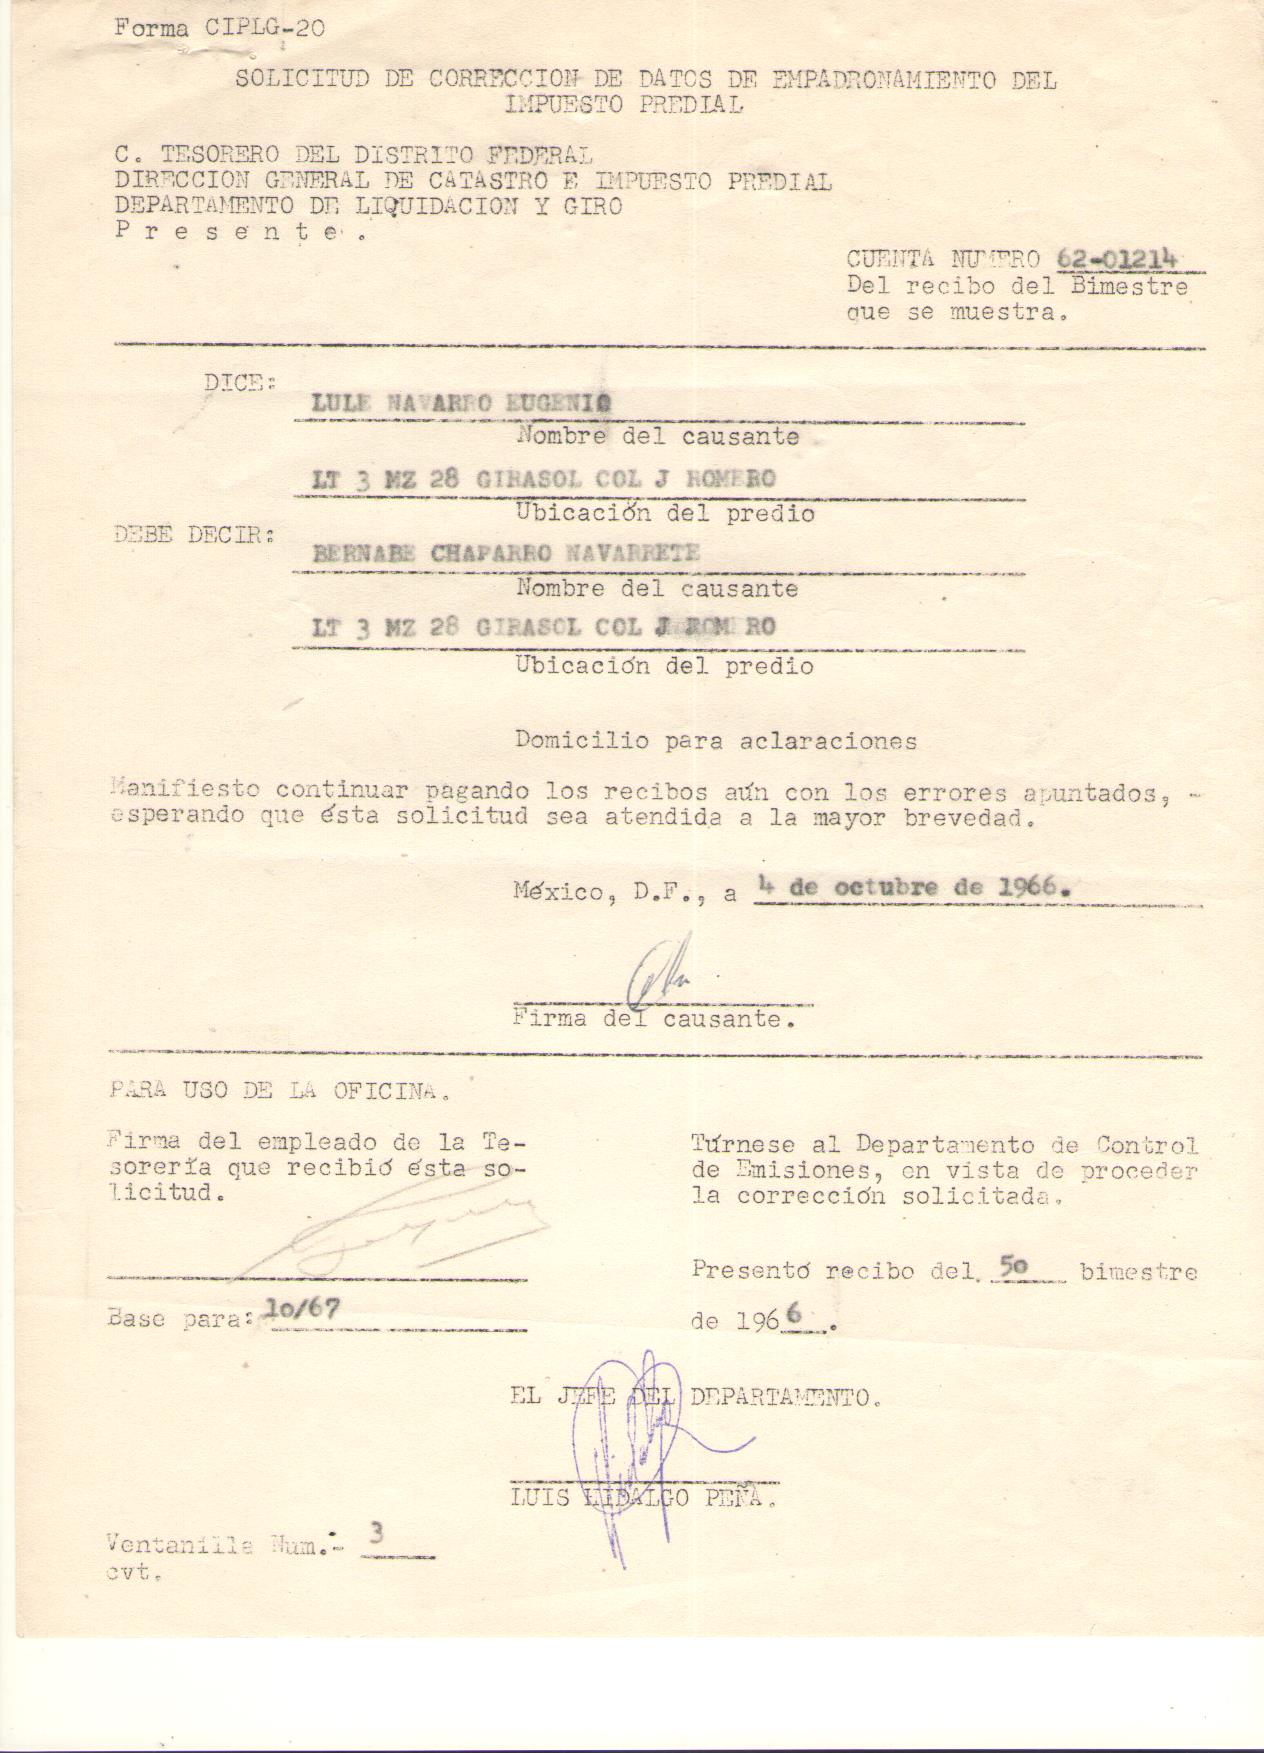 Forma CIPLG-20
SOLICITUD DE CORRECCION DE DATOS DE EMPADRONAMIENTO DEL
IMPUESTO PREDIAL
C. TESORERO DEL DISTRITO FEDERAL
DIRECCION GENERAL DE CATASTRO E IMPUESTO PREDIAL
DEPARTAMENTO DE LIQUIDACION Y GIRO
P r e s e n t e .
CUENTA NUMERO 62-01214
Del recibo del Bimestre
que se muestra.
DICE:
LULE NAVARRO EUGENIO
Nombre del causante
LT 3 MZ 28 GIRASOL COL J ROMERO
Ubicación del predio
DEBE DECIR:
BERNABE CHAPARRO NAVARRETE
Nombre del causante
LT 3 MZ 28 GIRASOL COL J ROMERO
Ubicación del predio
Domicilio para aclaraciones
Manifiesto continuar pagando los recibos aún con los errores apuntados, -
esperando que ésta solicitud sea atendida a la mayor brevedad.
México, D.F., a 4 de octubre de 1966.
Firma del causante.
PARA USO DE LA OFICINA.
Firma del empleado de la Te-
sorería que recibió ésta so-
licitud.
Túrnese al Departamento de Control
de Emisiones, en vista de proceder
la corrección solicitada.
Presentó recibo del 5o bimestre
Base para: 1o/67
de 1966.
EL JEFE DEL DEPARTAMENTO.
LUIS HIDALGO PEÑA.
Ventanilla Num.- 3
cvt.